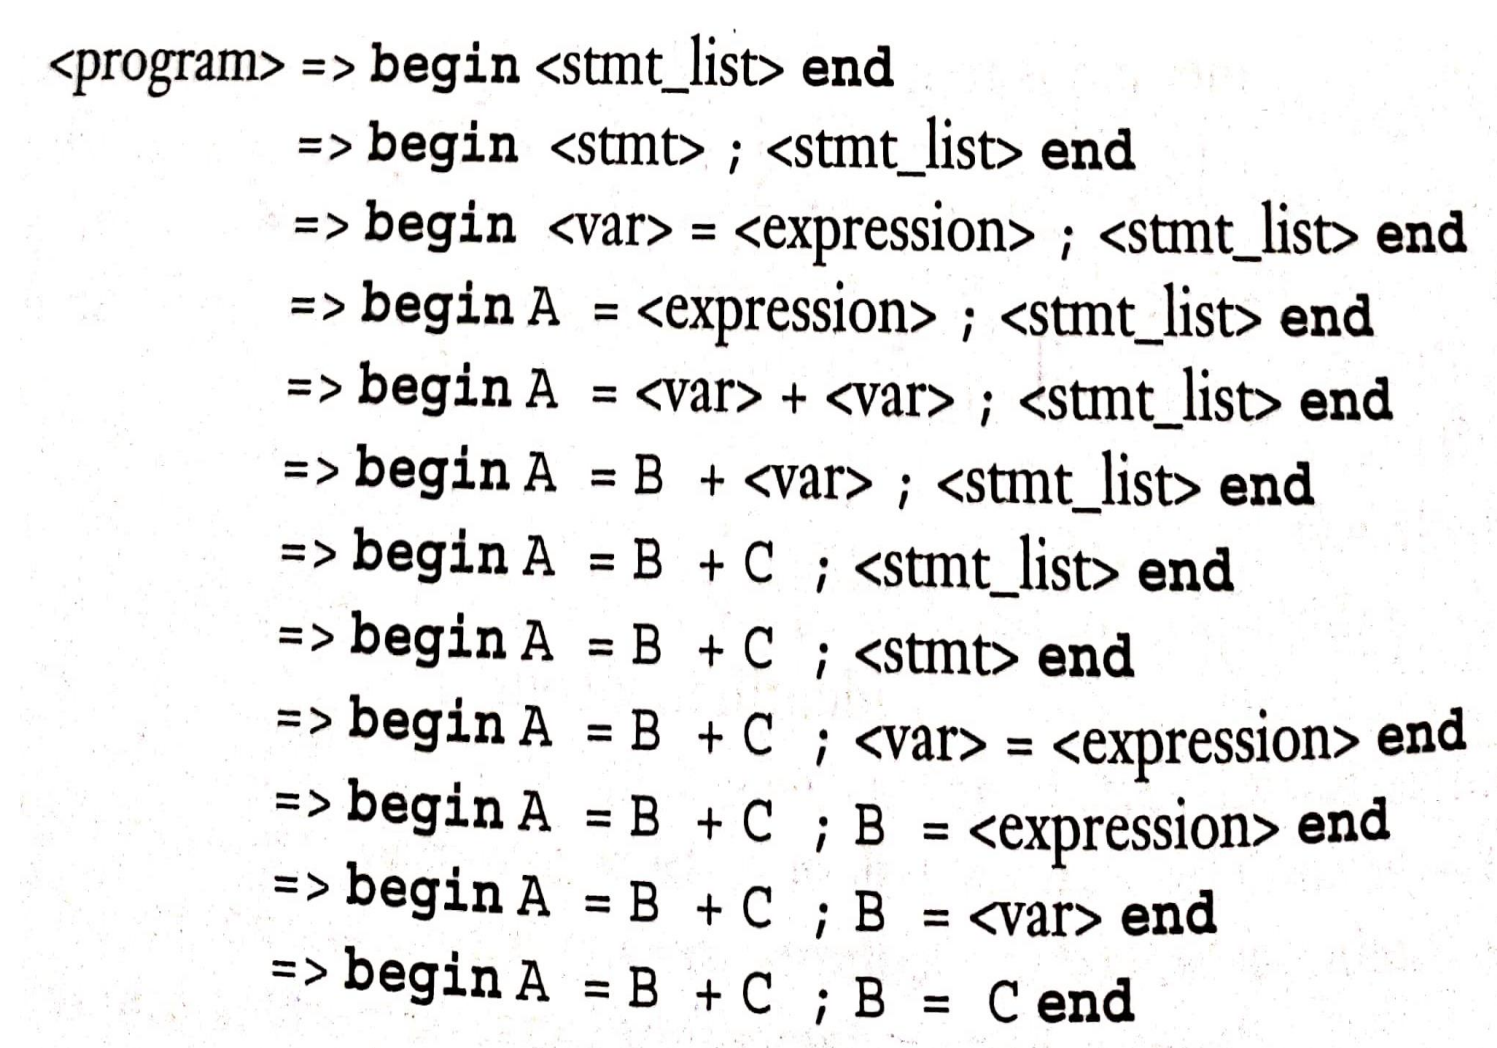 <program> => begin <stmt_list> end
=> begin <stmt> ; <stmt_list> end
=> begin <var> = <expression> ; <stmt_list> end
=> begin A = <expression> ; <stmt_list> end
=> begin A = <var> + <var> ; <stmt_list> end
=> begin A = B + <var> ; <stmt_list> end
=> begin A = B + C ; <stmt_list> end
=> begin A = B + C ; <stmt> end
=> begin A = B + C ; <var> = <expression> end
=> begin A = B + C ; B = <expression> end
=> begin A = B + C ; B = <var> end
=> begin A = B + C ; B = C end